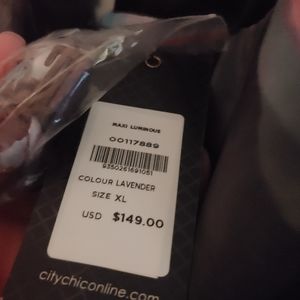 MAXI LUMINOUS
00117889
9350261691051
COLOUR LAVENDER
SIZE XL
USD $149.00
citychiconline.com